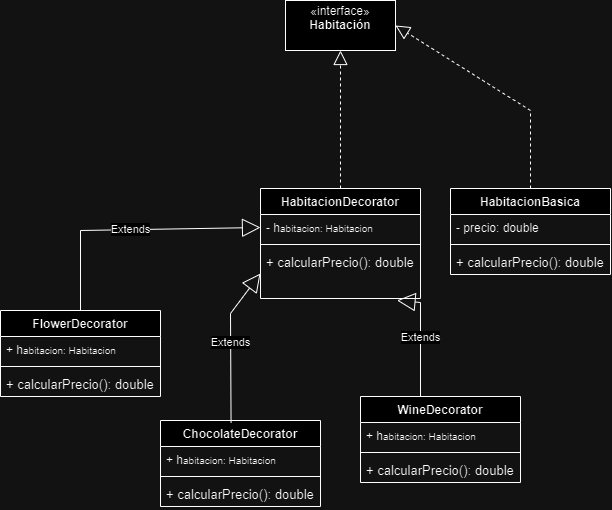 «interface»
Habitación
HabitacionDecorator
- habitacion: Habitacion
+ calcularPrecio(): double
HabitacionBasica
- precio: double
+ calcularPrecio(): double
Extends
FlowerDecorator
+ habitacion: Habitacion
+ calcularPrecio(): double
Extends
ChocolateDecorator
+ habitacion: Habitacion
+ calcularPrecio(): double
Extends
WineDecorator
+ habitacion: Habitacion
+ calcularPrecio(): double